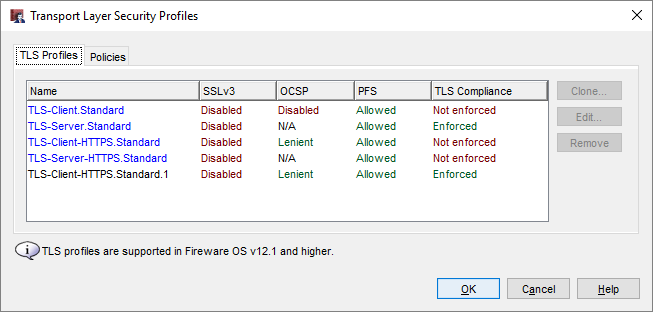 Transport Layer Security Profiles
TLS Profiles Policies
Name SSLv3 OCSP PFS TLS Compliance Clone...
TLS-Client.Standard Disabled Disabled Allowed Not enforced
TLS-Server.Standard Disabled N/A Allowed Enforced Edit...
TLS-Client-HTTPS.Standard Disabled Lenient Allowed Not enforced Remove
TLS-Server-HTTPS.Standard Disabled N/A Allowed Not enforced
TLS-Client-HTTPS.Standard.1 Disabled Lenient Allowed Enforced
TLS profiles are supported in Fireware OS v12.1 and higher.
OK Cancel Help